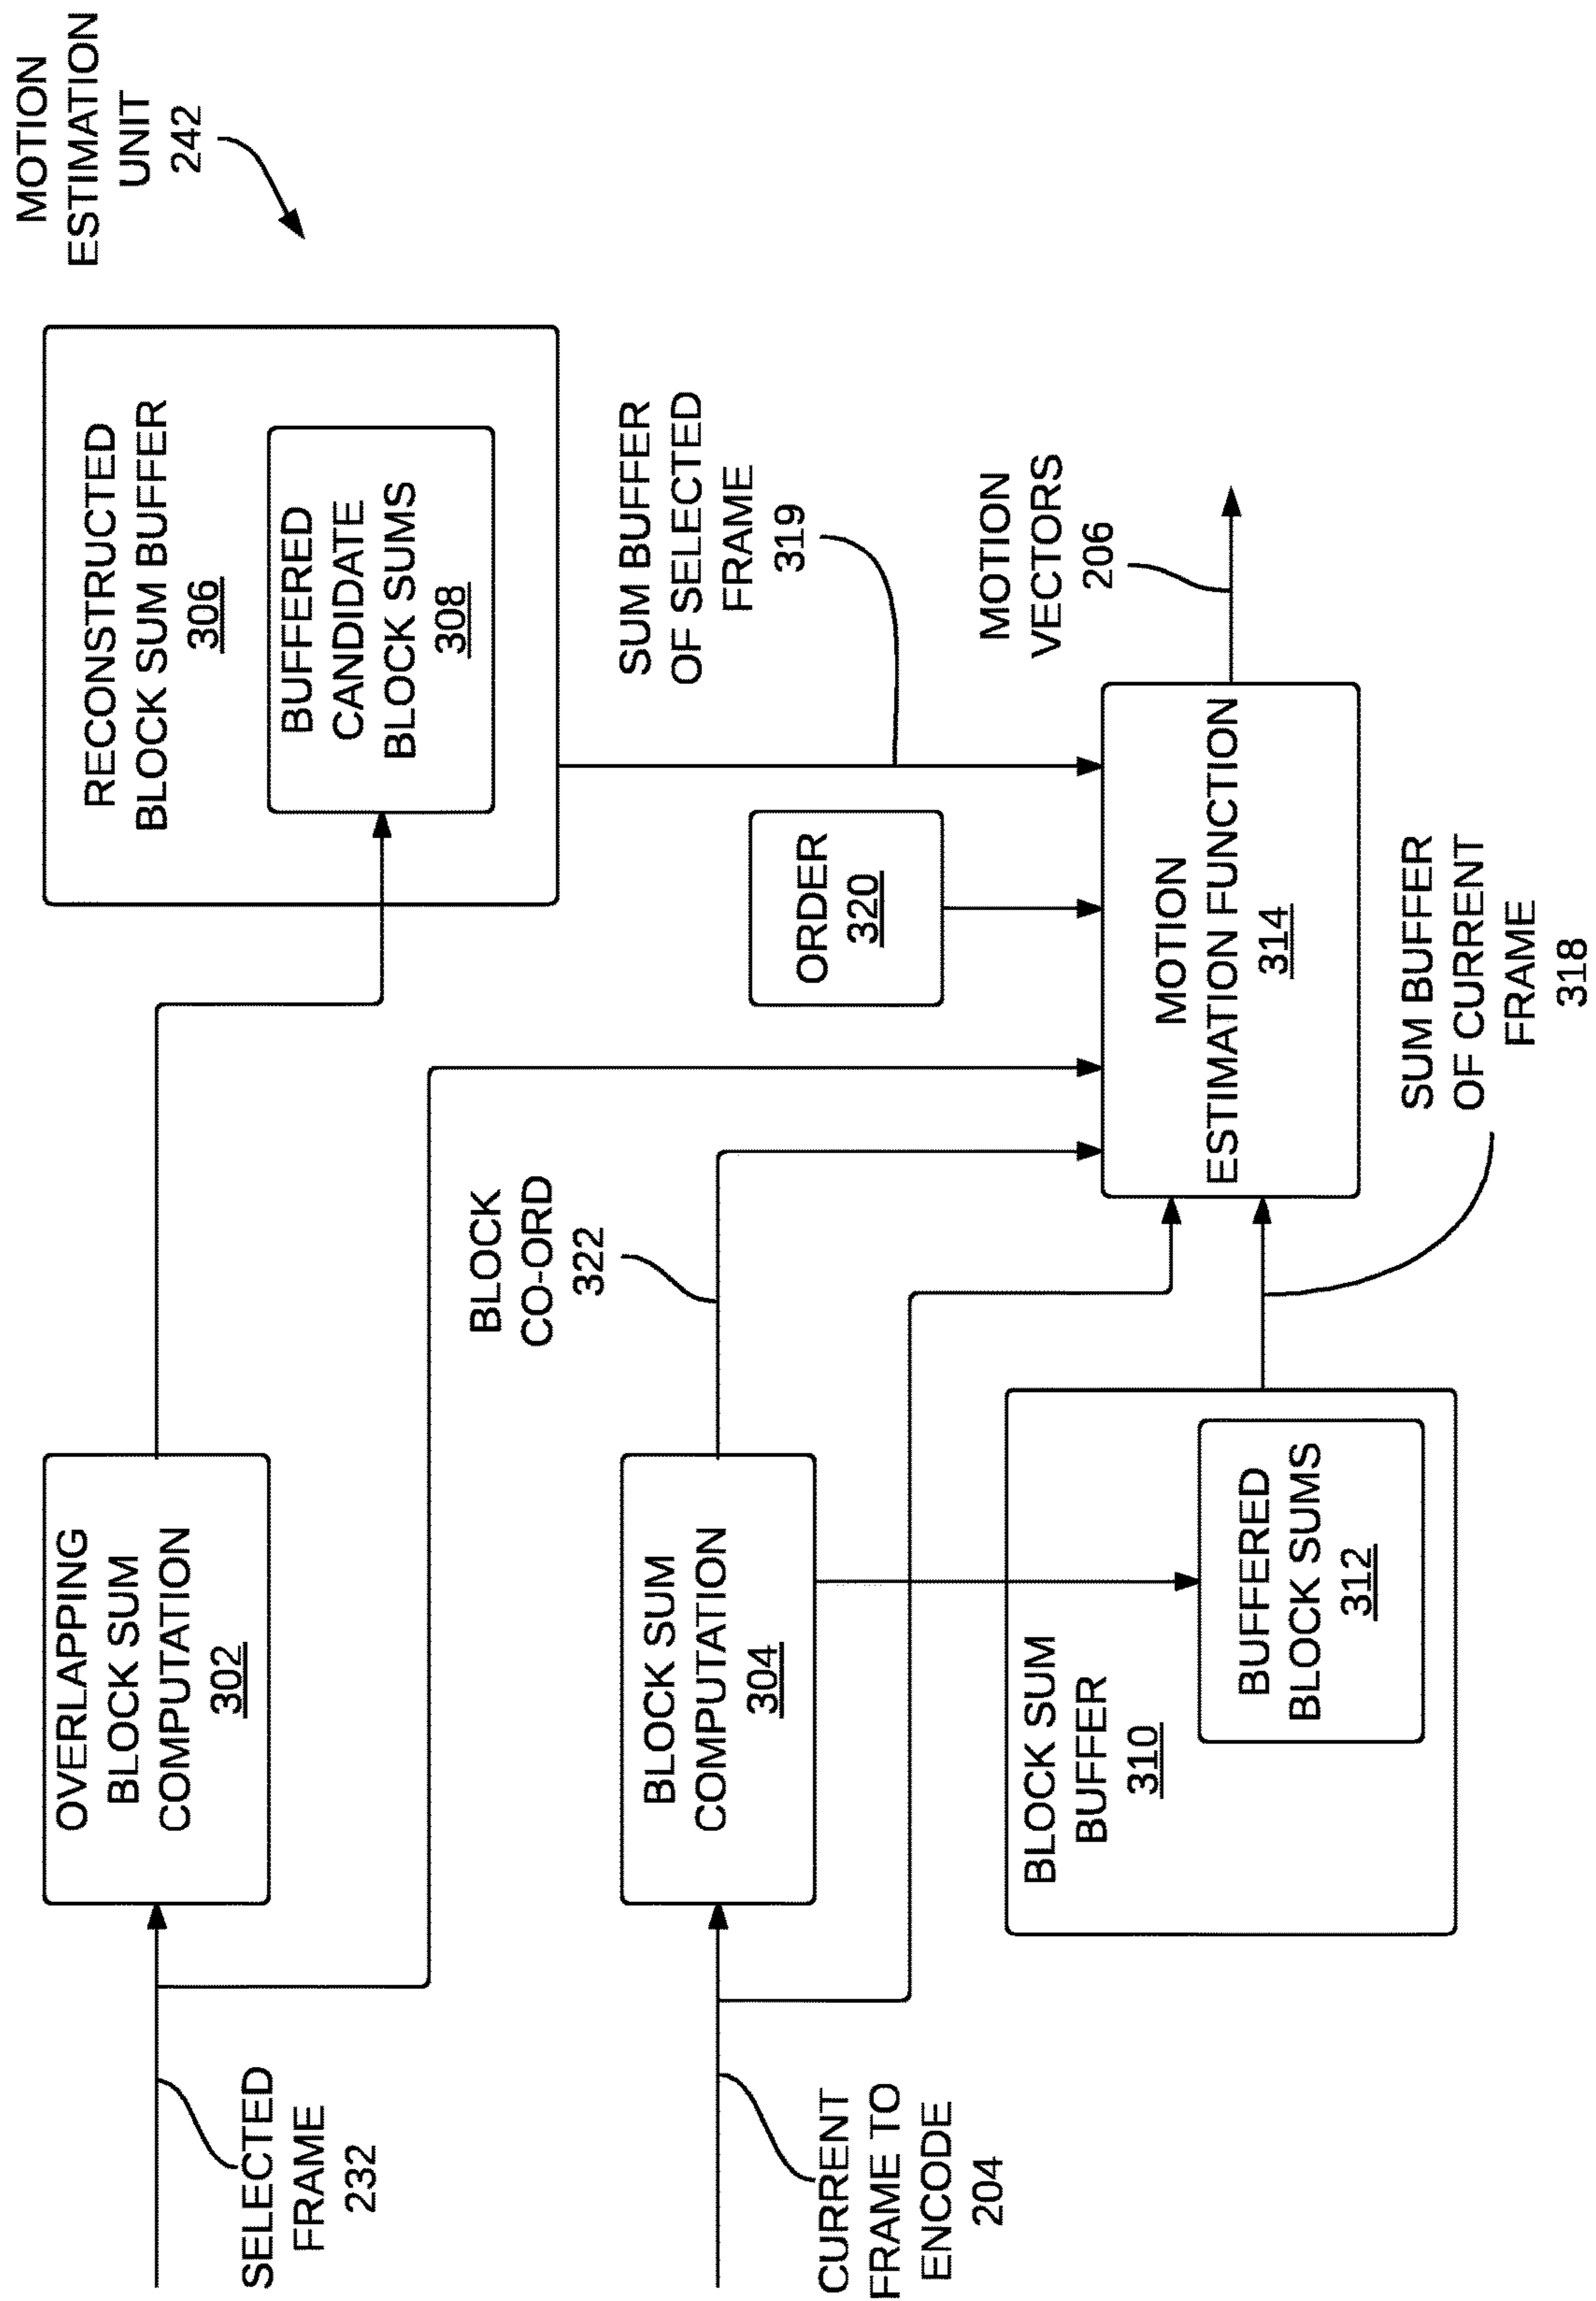 MOTION
ESTIMATION
UNIT
242
OVERLAPPING
BLOCK SUM
COMPUTATION
302
RECONSTRUCTED
BLOCK SUM BUFFER
306
BUFFERED
CANDIDATE
BLOCK SUMS
308
SELECTED
FRAME
232
BLOCK
CO-ORD
322
SUM BUFFER
OF SELECTED
FRAME
319
BLOCK SUM
COMPUTATION
304
ORDER
320
CURRENT
FRAME TO
ENCODE
204
MOTION
VECTORS
206
BLOCK SUM
BUFFER
310
BUFFERED
BLOCK SUMS
312
MOTION
ESTIMATION FUNCTION
314
SUM BUFFER
OF CURRENT
FRAME
318